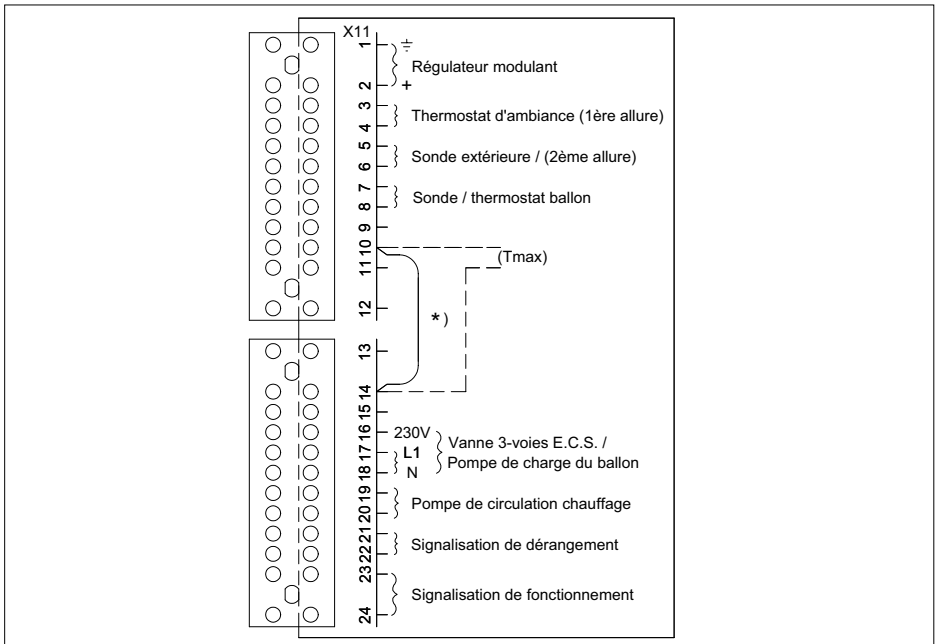 X11
1 ⏚
Régulateur modulant
2 +
3
Thermostat d'ambiance (1ère allure)
4
5
Sonde extérieure / (2ème allure)
6
7
Sonde / thermostat ballon
8
9
10
(Tmax)
11
12
*)
13
14
15
16 230V
Vanne 3-voies E.C.S. /
17 L1
Pompe de charge du ballon
18 N
19
Pompe de circulation chauffage
20
21
Signalisation de dérangement
22
23
Signalisation de fonctionnement
24